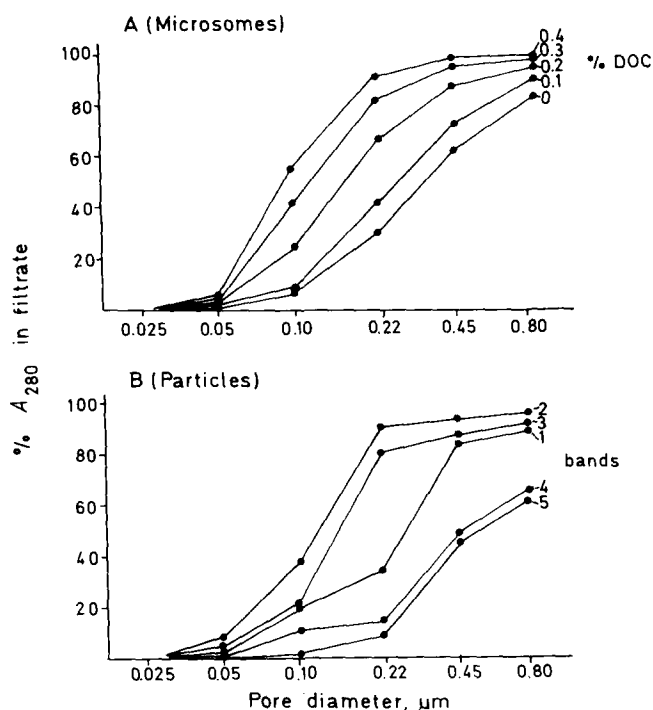 A (Microsomes)
100
80
60
40
20
0.4
0.3
0.2
0.1
0
% DOC
0.025 0.05 0.10 0.22 0.45 0.80
% A280 in filtrate
B (Particles)
100
80
60
40
20
2
3
1
4
5
bands
0.025 0.05 0.10 0.22 0.45 0.80
Pore diameter, μm